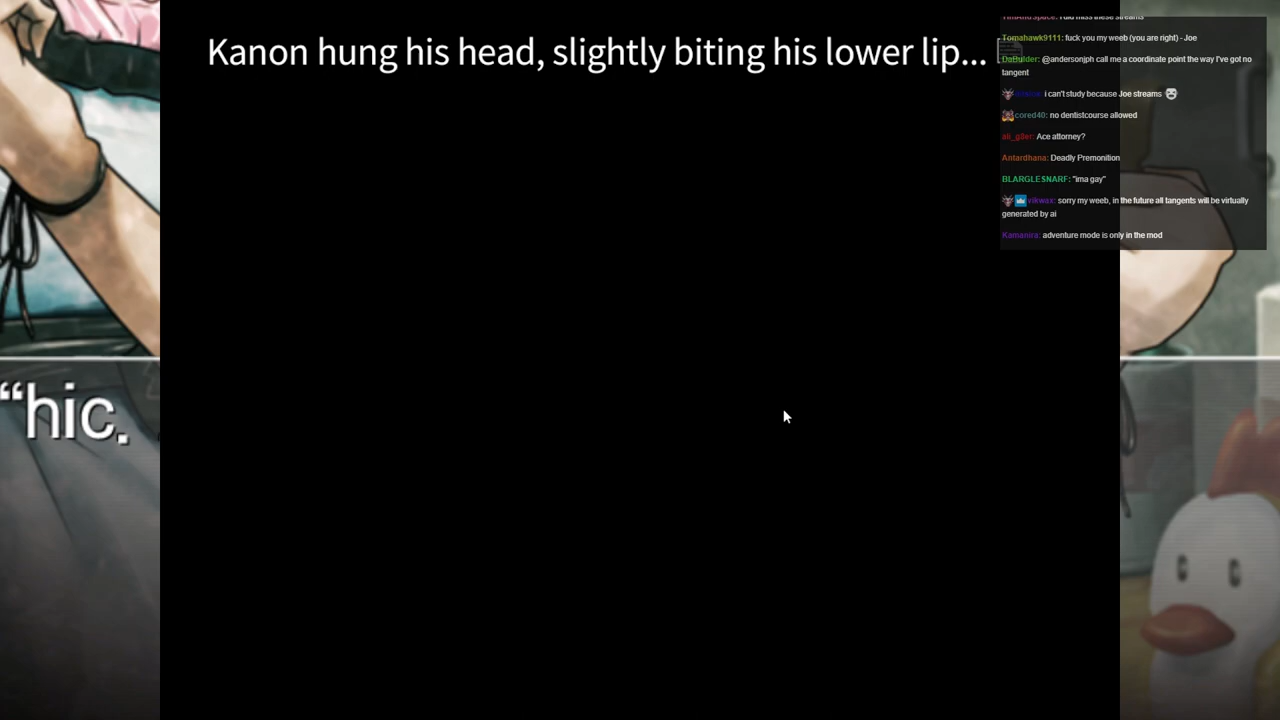 Kanon hung his head, slightly biting his lower lip...
Tomahawk9111: fuck you my weeb (you are right) - Joe
@andersonjph call me a coordinate point the way I've got no
tangent
i can't study because Joe streams
cored40: no dentistcourse allowed
ali_giler: Ace attorney?
Antardhana: Deadly Premonition
BLARGLESNARF: "ima gay"
vikwax: sorry my weeb, in the future all tangents will be virtually
generated by ai
Kamanira: adventure mode is only in the mod
“hic.